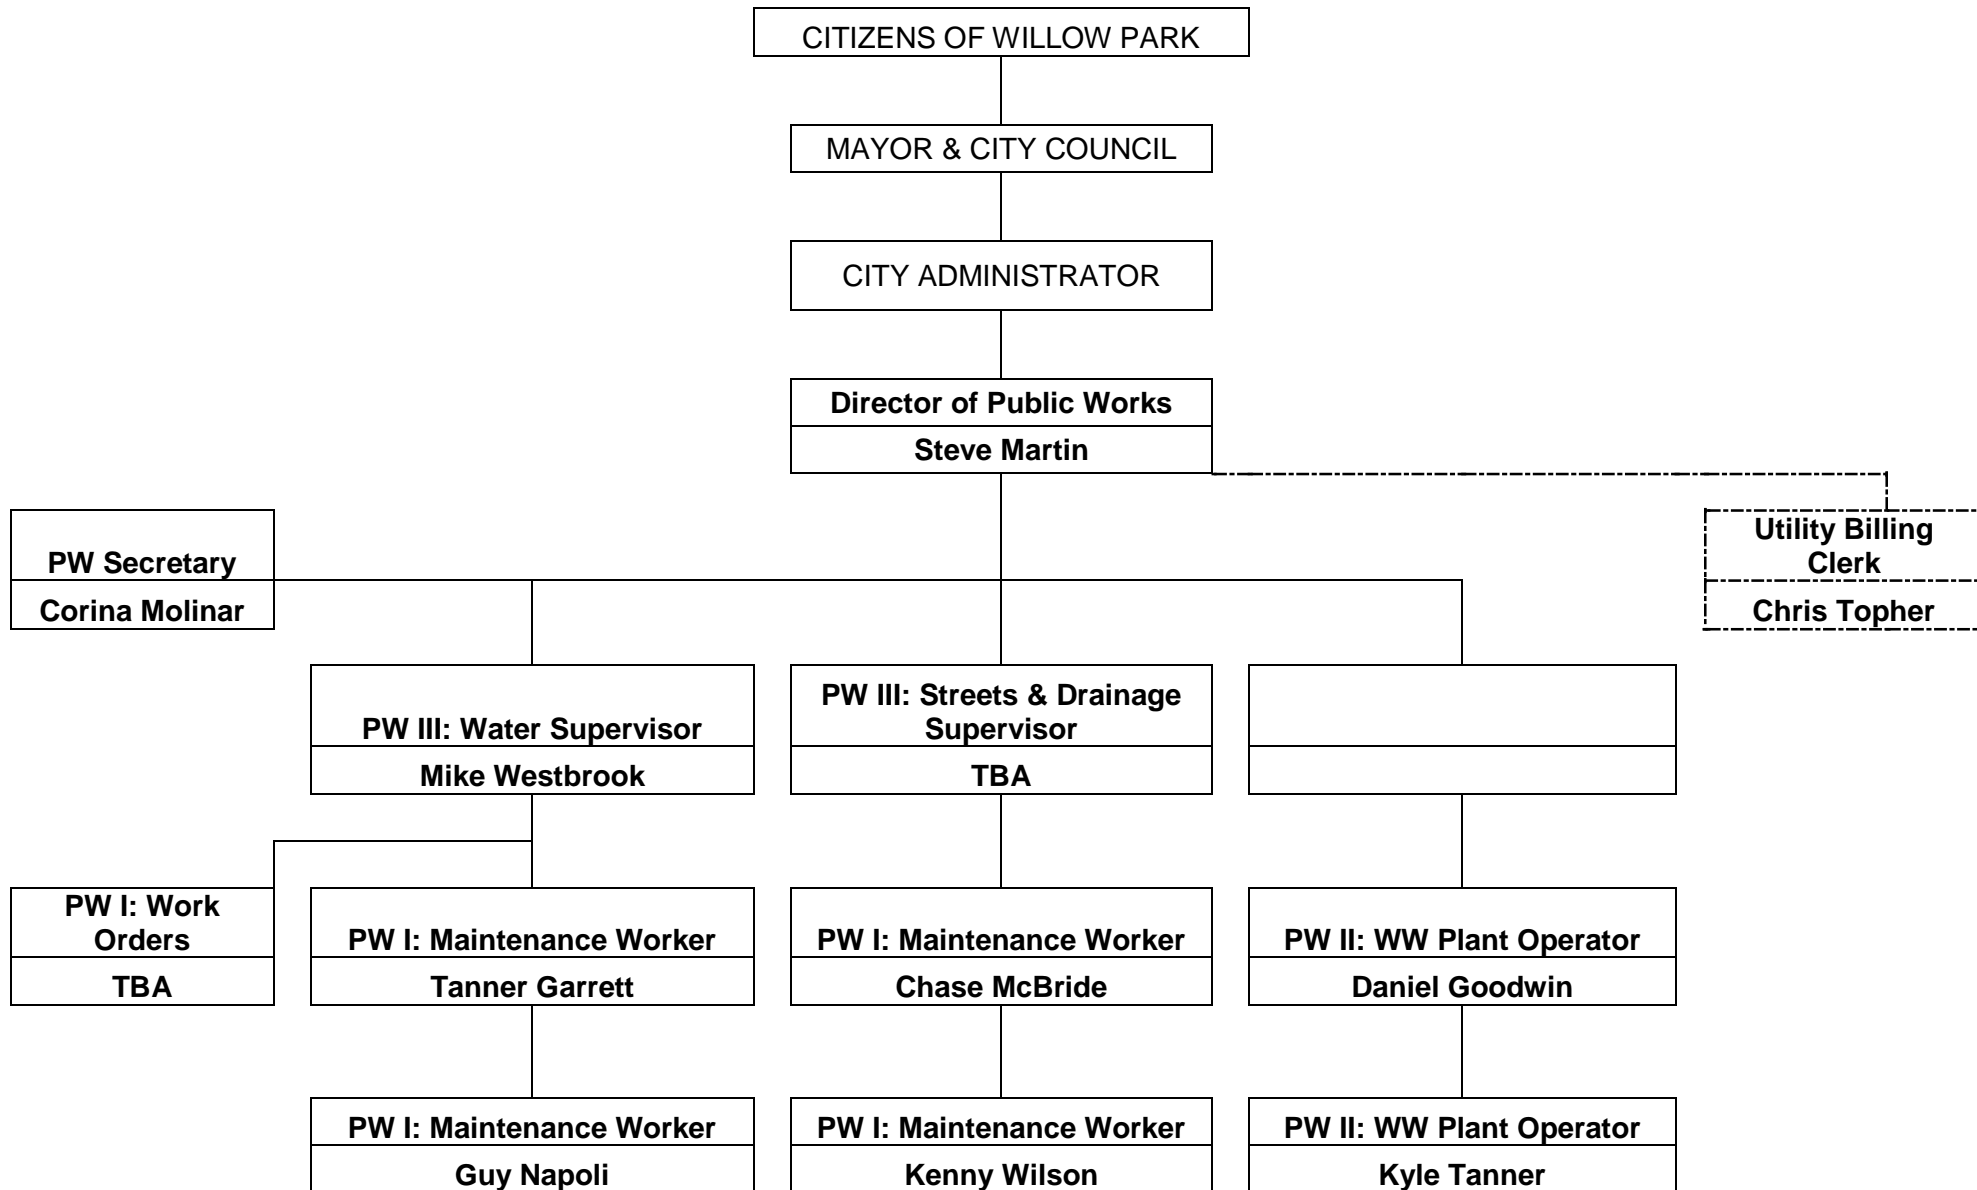 CITIZENS OF WILLOW PARK
MAYOR & CITY COUNCIL
CITY ADMINISTRATOR
Director of Public Works
Steve Martin
PW Secretary
Corina Molinar
Utility Billing
Clerk
Chris Topher
PW III: Water Supervisor
Mike Westbrook
PW III: Streets & Drainage
Supervisor
TBA
PW I: Work
Orders
TBA
PW I: Maintenance Worker
Tanner Garrett
PW I: Maintenance Worker
Chase McBride
PW II: WW Plant Operator
Daniel Goodwin
PW I: Maintenance Worker
Guy Napoli
PW I: Maintenance Worker
Kenny Wilson
PW II: WW Plant Operator
Kyle Tanner